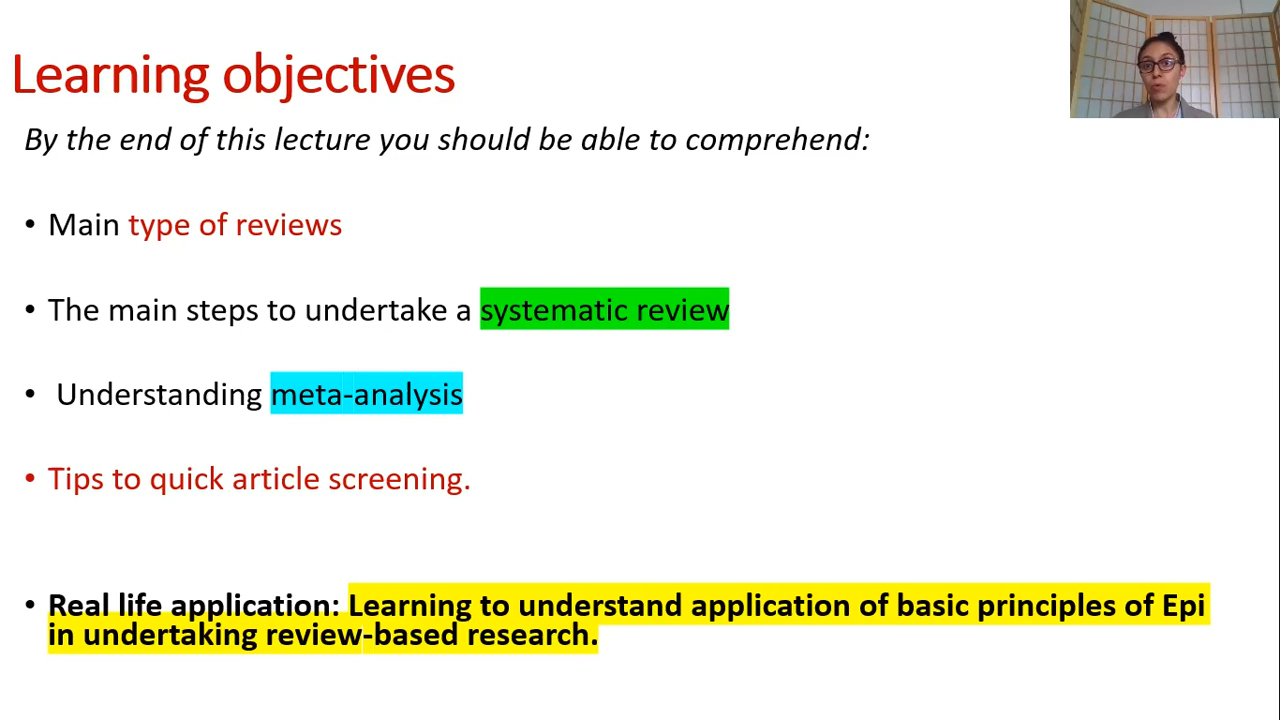 Learning objectives
By the end of this lecture you should be able to comprehend:
• Main type of reviews
• The main steps to undertake a systematic review
• Understanding meta-analysis
• Tips to quick article screening.
• Real life application: Learning to understand application of basic principles of Epi
in undertaking review-based research.